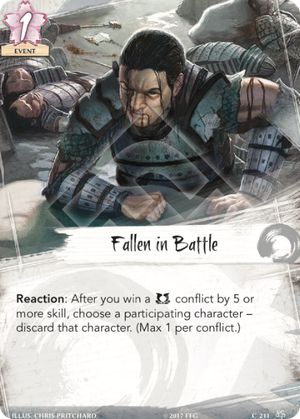 1
EVENT
Fallen in Battle
Reaction: After you win a conflict by 5 or
more skill, choose a participating character –
discard that character. (Max 1 per conflict.)
ILLUS. CHRIS PRITCHARD © 2017 FFG C 211